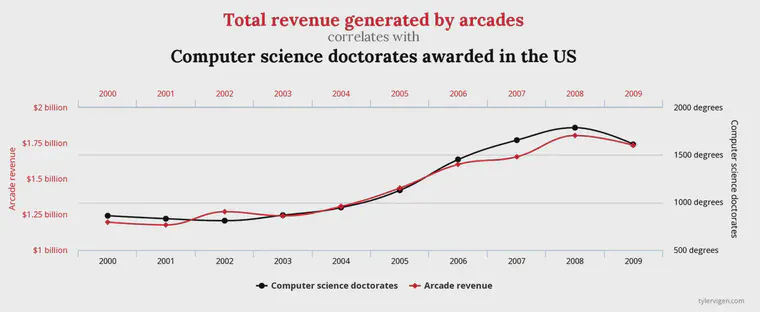 Total revenue generated by arcades
correlates with
Computer science doctorates awarded in the US
2000 2001 2002 2003 2004 2005 2006 2007 2008 2009
$2 billion 2000 degrees
$1.75 billion
1500 degrees
$1.5 billion
1000 degrees
$1.25 billion
$1 billion 500 degrees
Arcade revenue
Computer science doctorates
2000 2001 2002 2003 2004 2005 2006 2007 2008 2009
Computer science doctorates Arcade revenue
tylervigen.com